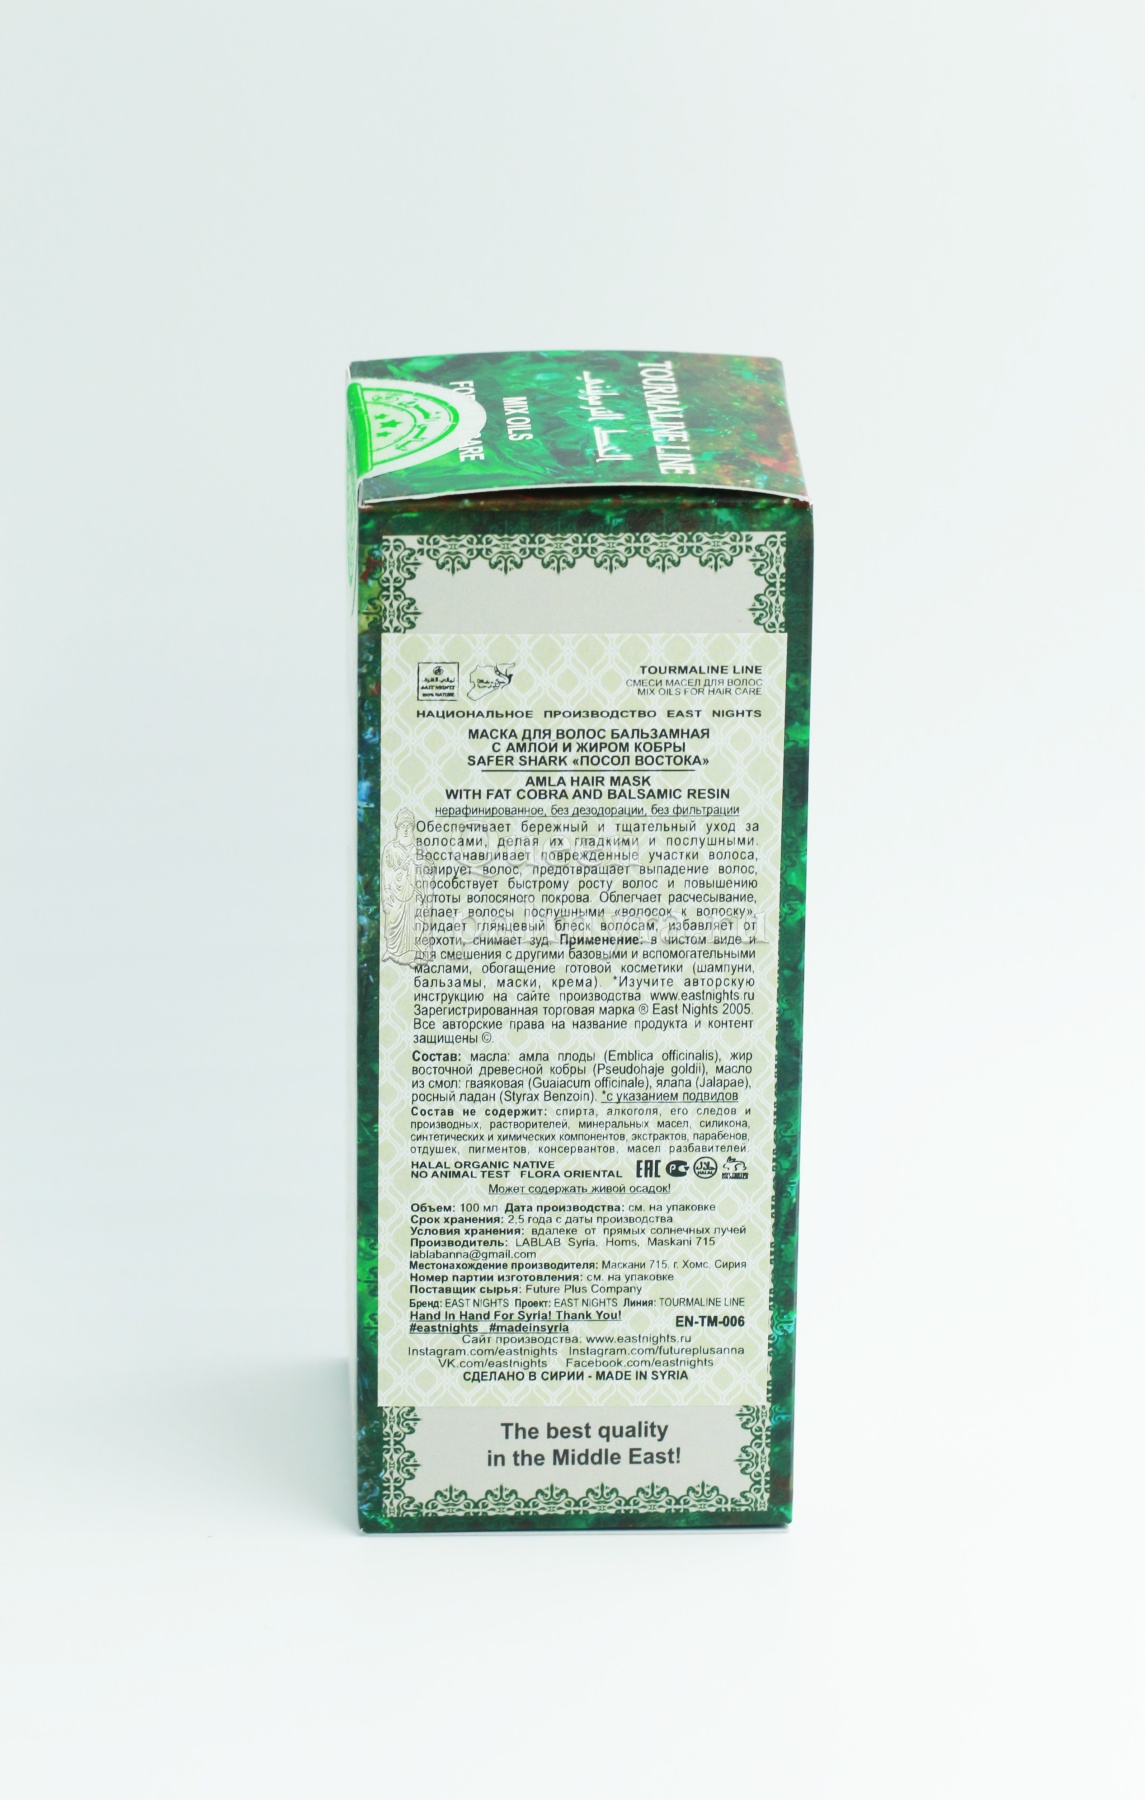 TOURMALINE LINE
MIX OILS
TOURMALINE LINE
СМЕСИ МАСЕЛ ДЛЯ ВОЛОС
MIX OILS FOR HAIR CARE
НАЦИОНАЛЬНОЕ ПРОИЗВОДСТВО EAST NIGHTS
МАСКА ДЛЯ ВОЛОС БАЛЬЗАМНАЯ
С АМЛОЙ И ЖИРОМ КОБРЫ
SAFER SHARK «ПОСОЛ ВОСТОКА»
AMLA HAIR MASK
WITH FAT COBRA AND BALSAMIC RESIN
нерафинированное, без дезодорации, без фильтрации
Обеспечивает бережный и тщательный уход за
волосами, делая их гладкими и послушными.
Восстанавливает поврежденные участки волоса,
полирует волос, предотвращает выпадение волос,
способствует быстрому росту волос и повышению
густоты волосяного покрова. Облегчает расчесывание,
делает волосы послушными «волосок к волоску»,
придает глянцевый блеск волосам, избавляет от
перхоти, снимает зуд. Применение: в чистом виде и
для смешения с другими базовыми и вспомогательными
маслами, обогащение готовой косметики (шампуни,
бальзамы, маски, крема). *Изучите авторскую
инструкцию на сайте производства www.eastnights.ru
Зарегистрированная торговая марка ® East Nights 2005.
Все авторские права на название продукта и контент
защищены ©.
Состав: масла: амла плоды (Emblica officinalis), жир
восточной древесной кобры (Pseudohaje goldii), масло
из смол: гваяковая (Guaiacum officinale), ялапа (Jalapae),
росный ладан (Styrax Benzoin). *с указанием подвидов
Состав не содержит: спирта, алкоголя, его следов и
производных, растворителей, минеральных масел, силикона,
синтетических и химических компонентов, экстрактов, парабенов,
отдушек, пигментов, консервантов, масел разбавителей.
HALAL ORGANIC NATIVE
NO ANIMAL TEST FLORA ORIENTAL EAC
Может содержать живой осадок!
Объем: 100 мл Дата производства: см. на упаковке
Срок хранения: 2,5 года с даты производства
Условия хранения: вдалеке от прямых солнечных лучей
Производитель: LABLAB Syria, Homs, Maskani 715
lablabanna@gmail.com
Местонахождение производителя: Маскани 715, г. Хомс, Сирия
Номер партии изготовления: см. на упаковке
Поставщик сырья: Future Plus Company
Бренд: EAST NIGHTS Проект: EAST NIGHTS Линия: TOURMALINE LINE
Hand In Hand For Syria! Thank You!
#eastnights #madeinsyria EN-TM-006
Сайт производства: www.eastnights.ru
Instagram.com/eastnights Instagram.com/futureplusanna
VK.com/eastnights Facebook.com/eastnights
СДЕЛАНО В СИРИИ - MADE IN SYRIA
The best quality
in the Middle East!